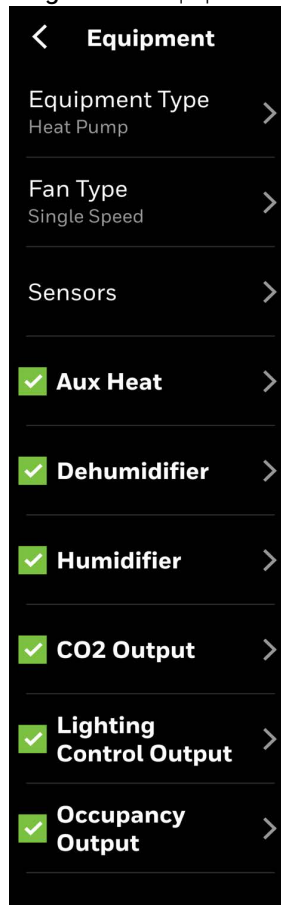 Equipment
Equipment Type
Heat Pump
Fan Type
Single Speed
Sensors
Aux Heat
Dehumidifier
Humidifier
CO2 Output
Lighting
Control Output
Occupancy
Output